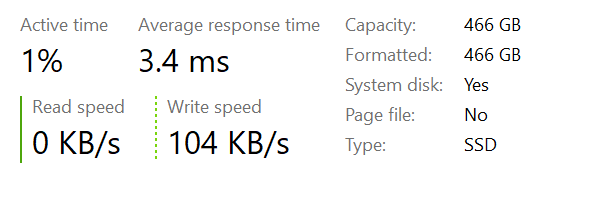 Active time
Average response time
1%
3.4 ms
Read speed
Write speed
0 KB/s
104 KB/s
Capacity: 466 GB
Formatted: 466 GB
System disk: Yes
Page file: No
Type: SSD